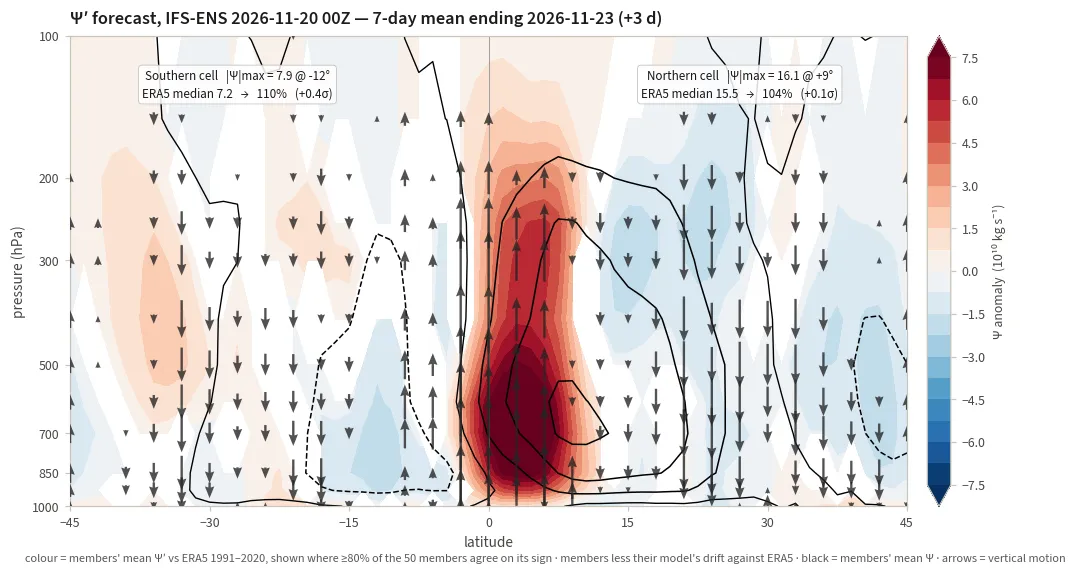 Ψ′ forecast, IFS-ENS 2026-11-20 00Z — 7-day mean ending 2026-11-23 (+3 d)
Southern cell |Ψ|max = 7.9 @ -12°
ERA5 median 7.2 → 110% (+0.4σ)
Northern cell |Ψ|max = 16.1 @ +9°
ERA5 median 15.5 → 104% (+0.1σ)
pressure (hPa)
100
200
300
400
500
700
850
1000
−45
−30
−15
0
15
30
45
latitude
7.5
6.0
4.5
3.0
1.5
0.0
−1.5
−3.0
−4.5
−6.0
−7.5
Ψ anomaly (10¹⁰ kg s⁻¹)
colour = members' mean Ψ′ vs ERA5 1991–2020, shown where ≥80% of the 50 members agree on its sign · members less their model's drift against ERA5 · black = members' mean Ψ · arrows = vertical motion